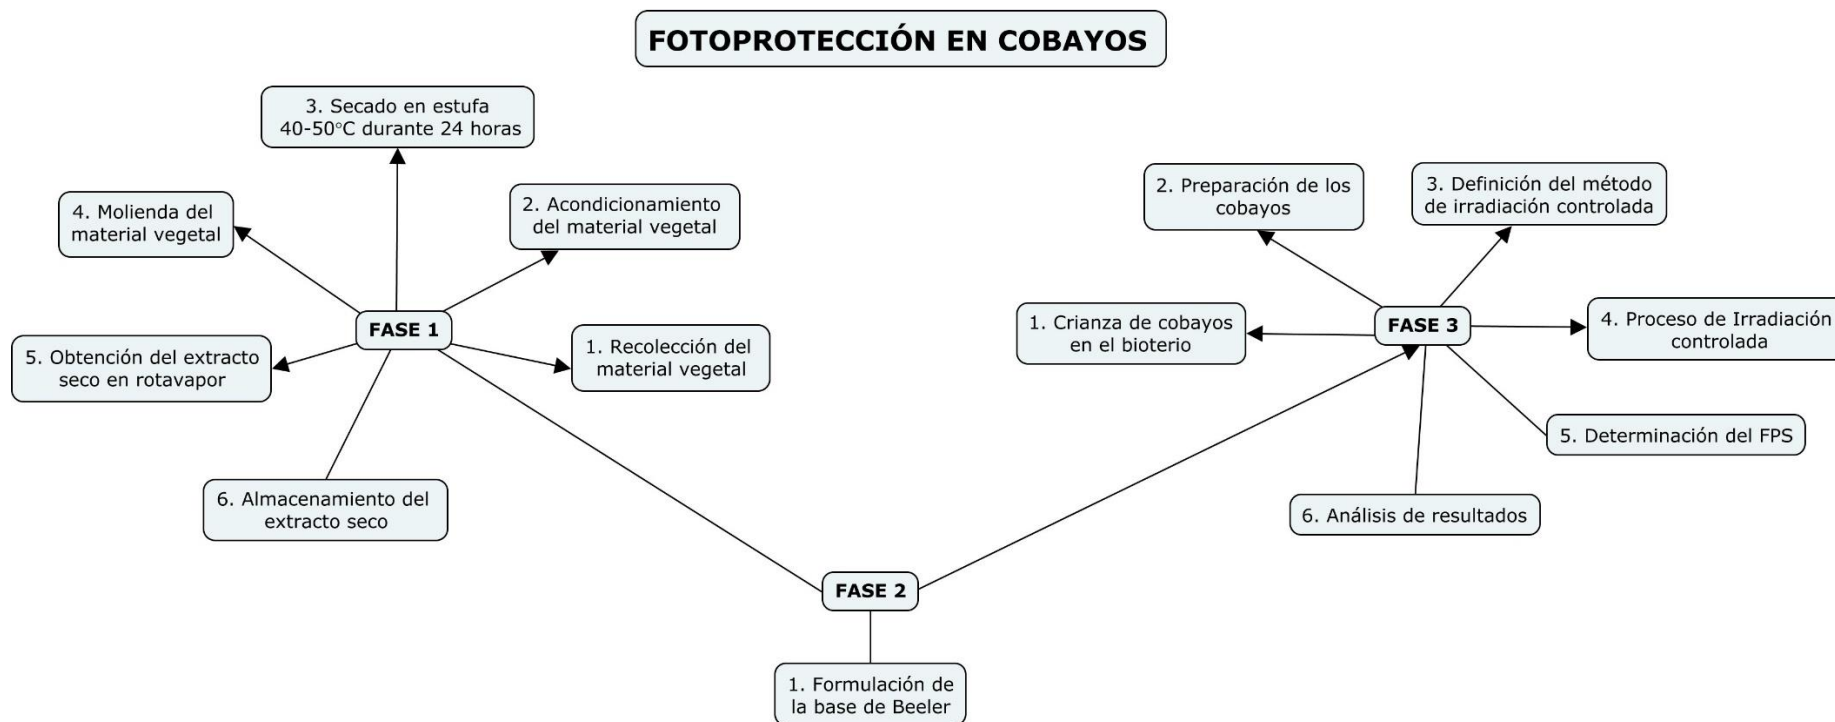 FOTOPROTECCIÓN EN COBAYOS
3. Secado en estufa
40-50°C durante 24 horas
4. Molienda del
material vegetal
2. Acondicionamiento
del material vegetal
FASE 1
5. Obtención del extracto
seco en rotavapor
1. Recolección del
material vegetal
6. Almacenamiento del
extracto seco
FASE 2
1. Formulación de
la base de Beeler
2. Preparación de los
cobayos
3. Definición del método
de irradiación controlada
1. Crianza de cobayos
en el bioterio
FASE 3
4. Proceso de Irradiación
controlada
5. Determinación del FPS
6. Análisis de resultados